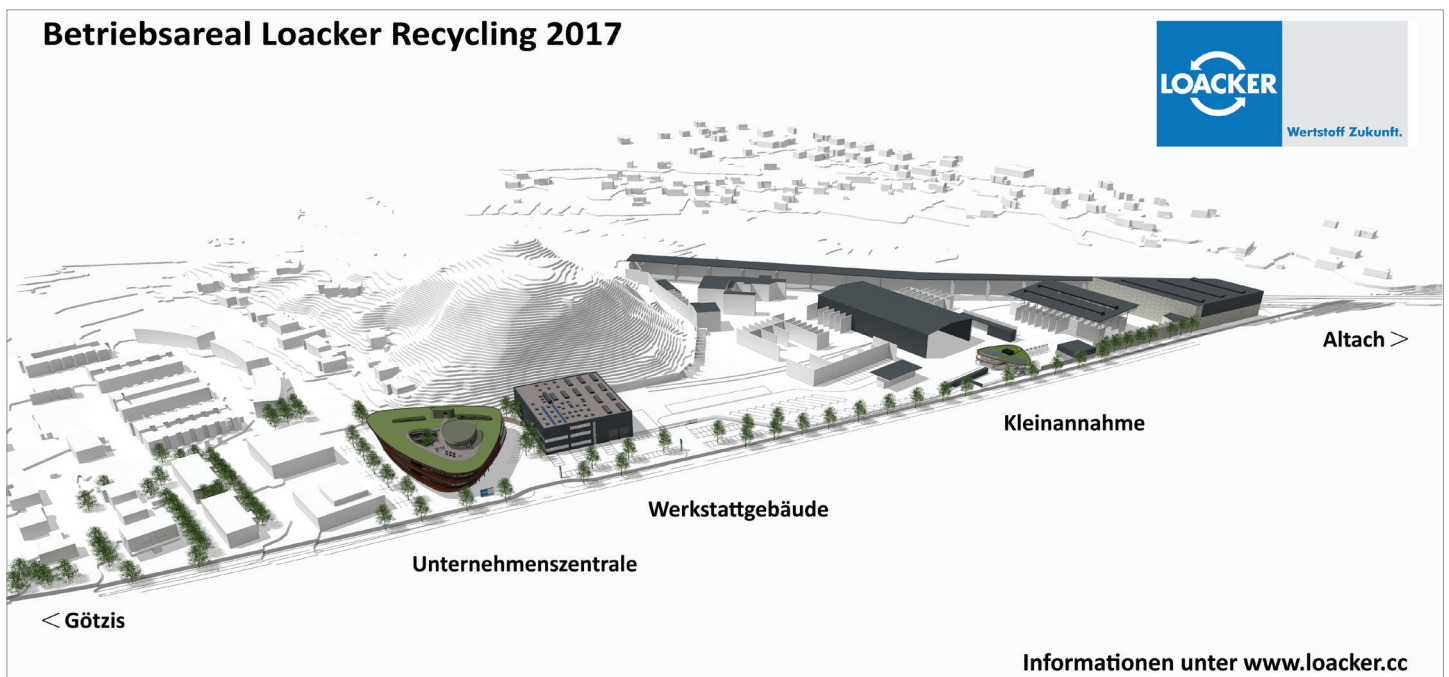 Betriebsareal Loacker Recycling 2017
LOACKER
Wertstoff Zukunft.
Altach >
Kleinannahme
Werkstattgebäude
Unternehmenszentrale
< Götzis
Informationen unter www.loacker.cc